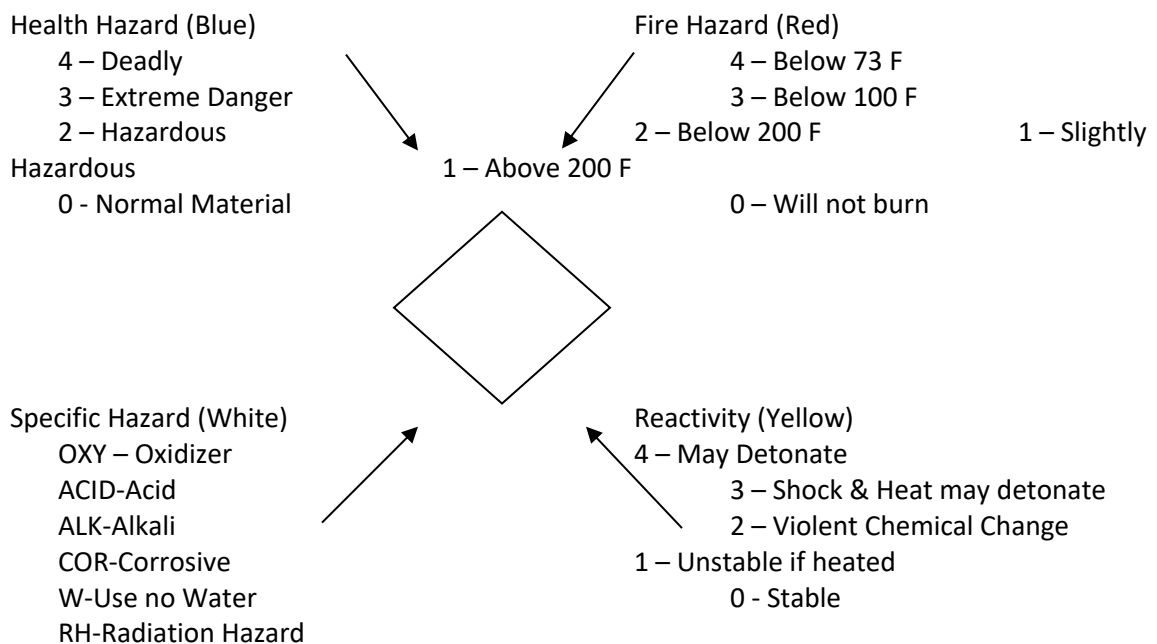 Health Hazard (Blue) Fire Hazard (Red)
4 – Deadly 4 – Below 73 F
3 – Extreme Danger 3 – Below 100 F
2 – Hazardous 2 – Below 200 F 1 – Slightly
Hazardous 1 – Above 200 F
0 - Normal Material 0 – Will not burn
Specific Hazard (White) Reactivity (Yellow)
OXY – Oxidizer 4 – May Detonate
ACID-Acid 3 – Shock & Heat may detonate
ALK-Alkali 2 – Violent Chemical Change
COR-Corrosive 1 – Unstable if heated
W-Use no Water 0 - Stable
RH-Radiation Hazard